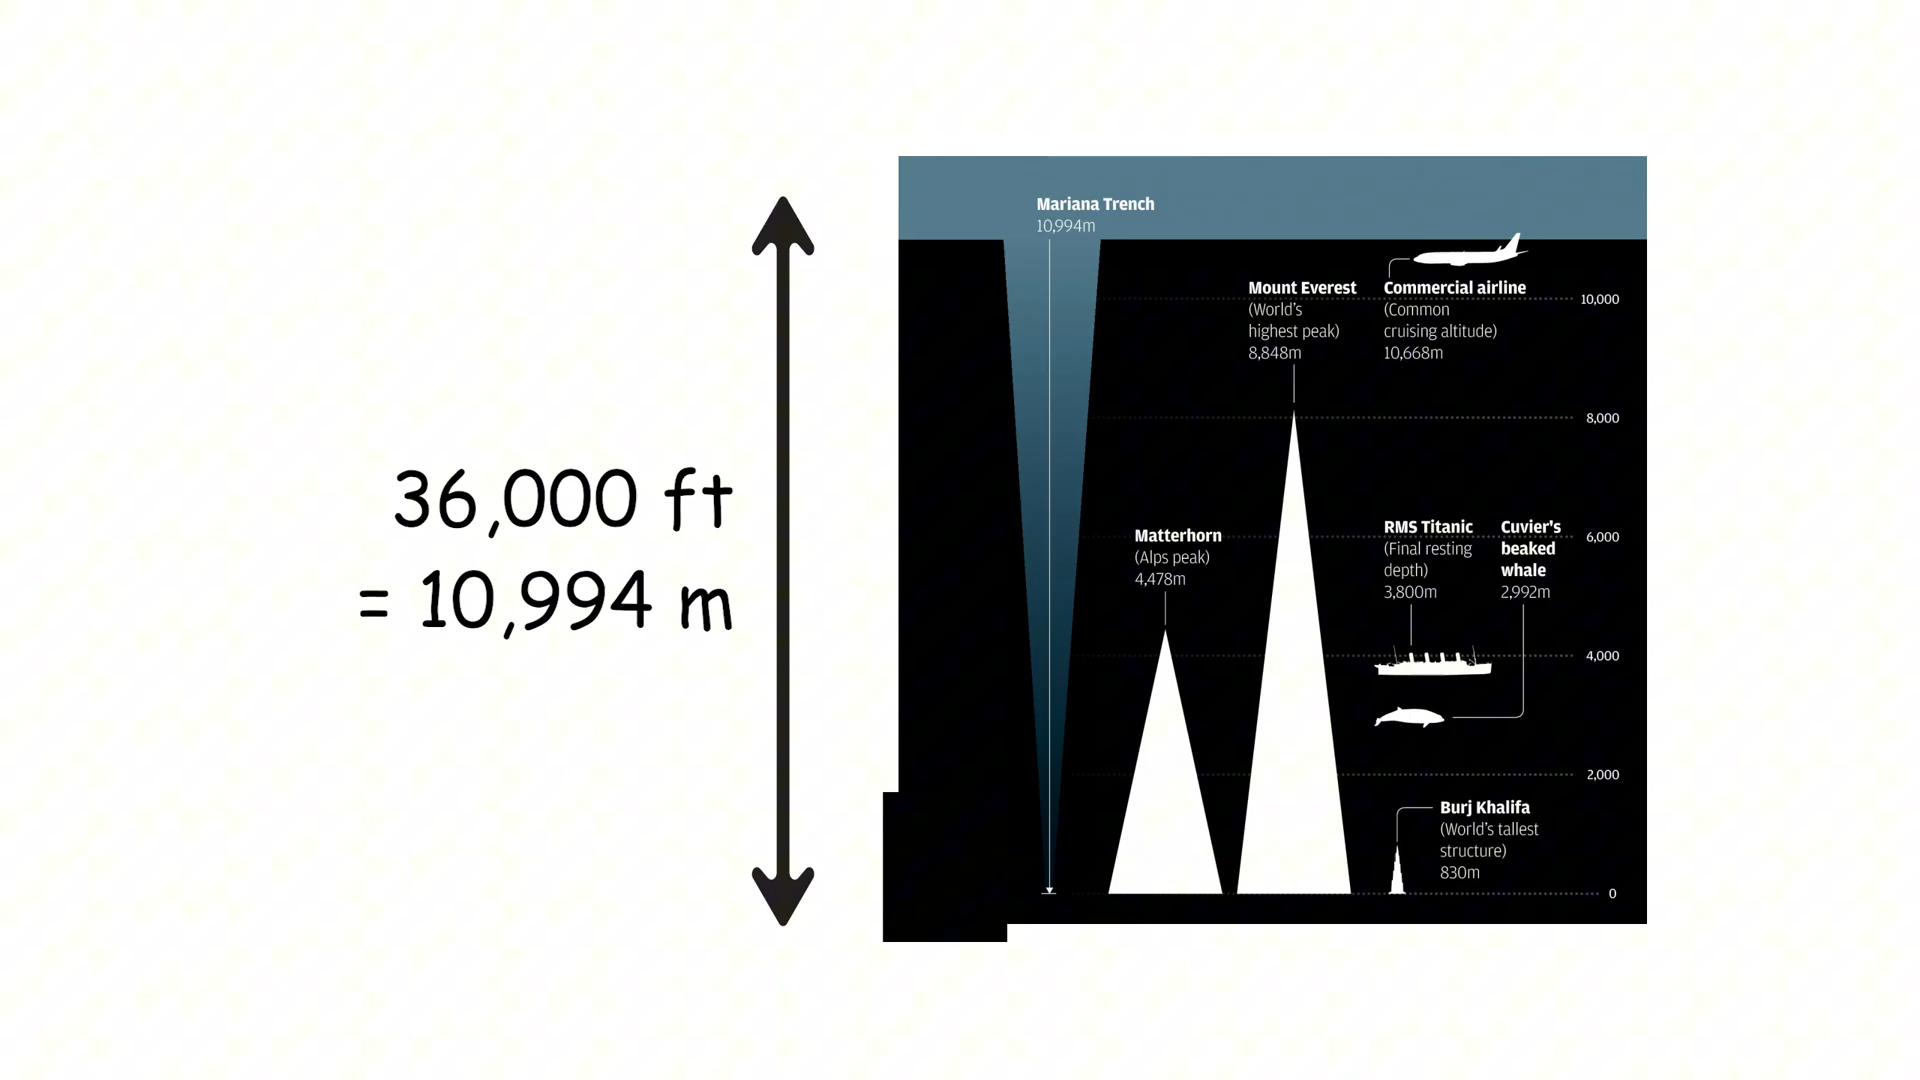 36,000 ft
= 10,994 m
Mariana Trench
10,994m
Mount Everest
(World's
highest peak)
8,848m
Commercial airline
(Common
cruising altitude)
10,668m
10,000
8,000
Matterhorn
(Alps peak)
4,478m
RMS Titanic
(Final resting
depth)
3,800m
Cuvier's
beaked
whale
2,992m
6,000
4,000
2,000
Burj Khalifa
(World's tallest
structure)
830m
0